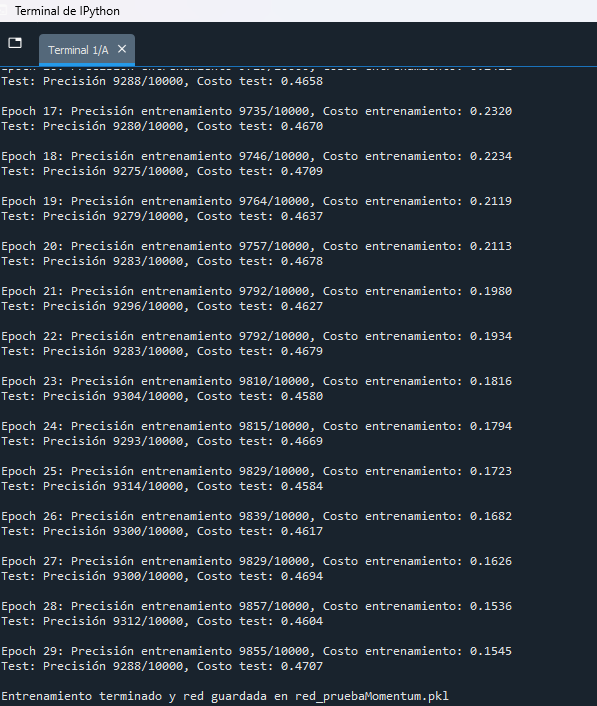 Terminal de IPython
Terminal 1/A
Test: Precisión 9288/10000, Costo test: 0.4658
Epoch 17: Precisión entrenamiento 9735/10000, Costo entrenamiento: 0.2320
Test: Precisión 9280/10000, Costo test: 0.4670
Epoch 18: Precisión entrenamiento 9746/10000, Costo entrenamiento: 0.2234
Test: Precisión 9275/10000, Costo test: 0.4709
Epoch 19: Precisión entrenamiento 9764/10000, Costo entrenamiento: 0.2119
Test: Precisión 9279/10000, Costo test: 0.4637
Epoch 20: Precisión entrenamiento 9757/10000, Costo entrenamiento: 0.2113
Test: Precisión 9283/10000, Costo test: 0.4678
Epoch 21: Precisión entrenamiento 9792/10000, Costo entrenamiento: 0.1980
Test: Precisión 9296/10000, Costo test: 0.4627
Epoch 22: Precisión entrenamiento 9792/10000, Costo entrenamiento: 0.1934
Test: Precisión 9283/10000, Costo test: 0.4679
Epoch 23: Precisión entrenamiento 9810/10000, Costo entrenamiento: 0.1816
Test: Precisión 9304/10000, Costo test: 0.4580
Epoch 24: Precisión entrenamiento 9815/10000, Costo entrenamiento: 0.1794
Test: Precisión 9293/10000, Costo test: 0.4669
Epoch 25: Precisión entrenamiento 9829/10000, Costo entrenamiento: 0.1723
Test: Precisión 9314/10000, Costo test: 0.4584
Epoch 26: Precisión entrenamiento 9839/10000, Costo entrenamiento: 0.1682
Test: Precisión 9300/10000, Costo test: 0.4617
Epoch 27: Precisión entrenamiento 9829/10000, Costo entrenamiento: 0.1626
Test: Precisión 9300/10000, Costo test: 0.4694
Epoch 28: Precisión entrenamiento 9857/10000, Costo entrenamiento: 0.1536
Test: Precisión 9312/10000, Costo test: 0.4604
Epoch 29: Precisión entrenamiento 9855/10000, Costo entrenamiento: 0.1545
Test: Precisión 9288/10000, Costo test: 0.4707
Entrenamiento terminado y red guardada en red_pruebaMomentum.pkl